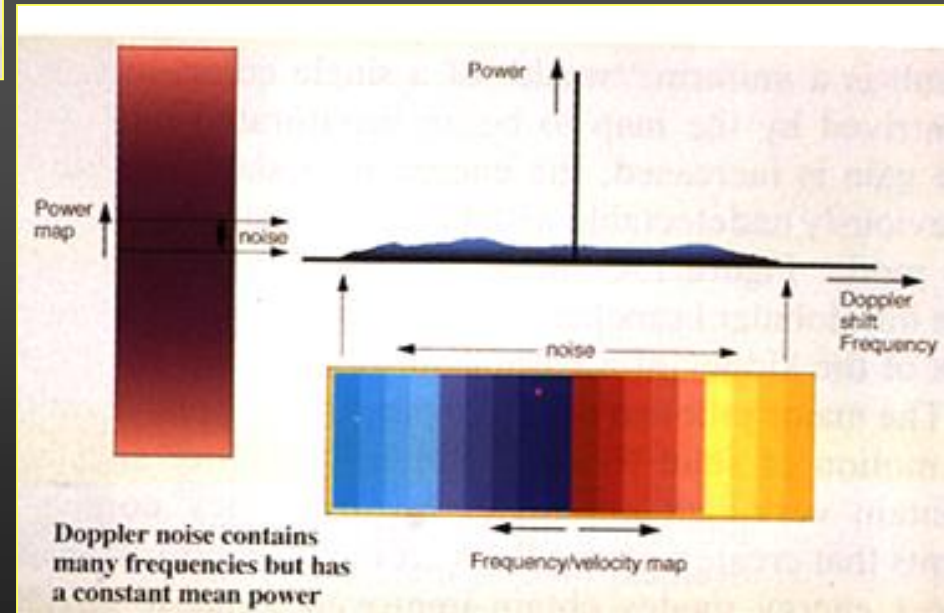 Power
Power
map
noise
Doppler
shift
Frequency
noise
Frequency/velocity map
Doppler noise contains
many frequencies but has
a constant mean power